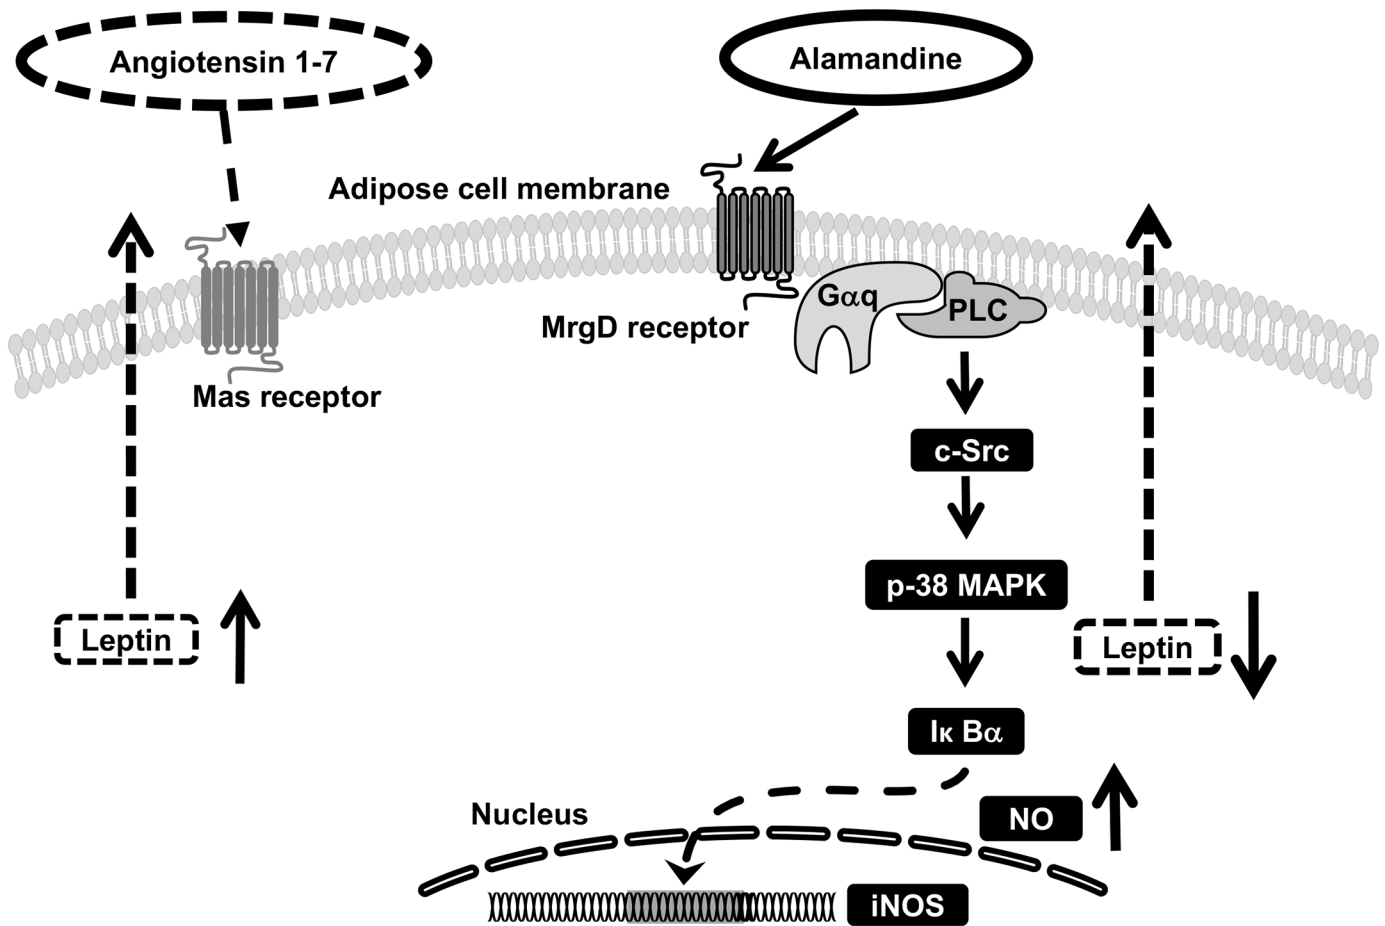 Angiotensin 1-7
Alamandine
Adipose cell membrane
Gαq
PLC
MrgD receptor
Mas receptor
c-Src
p-38 MAPK
Leptin
Leptin
Iκ Bα
Nucleus
NO
iNOS